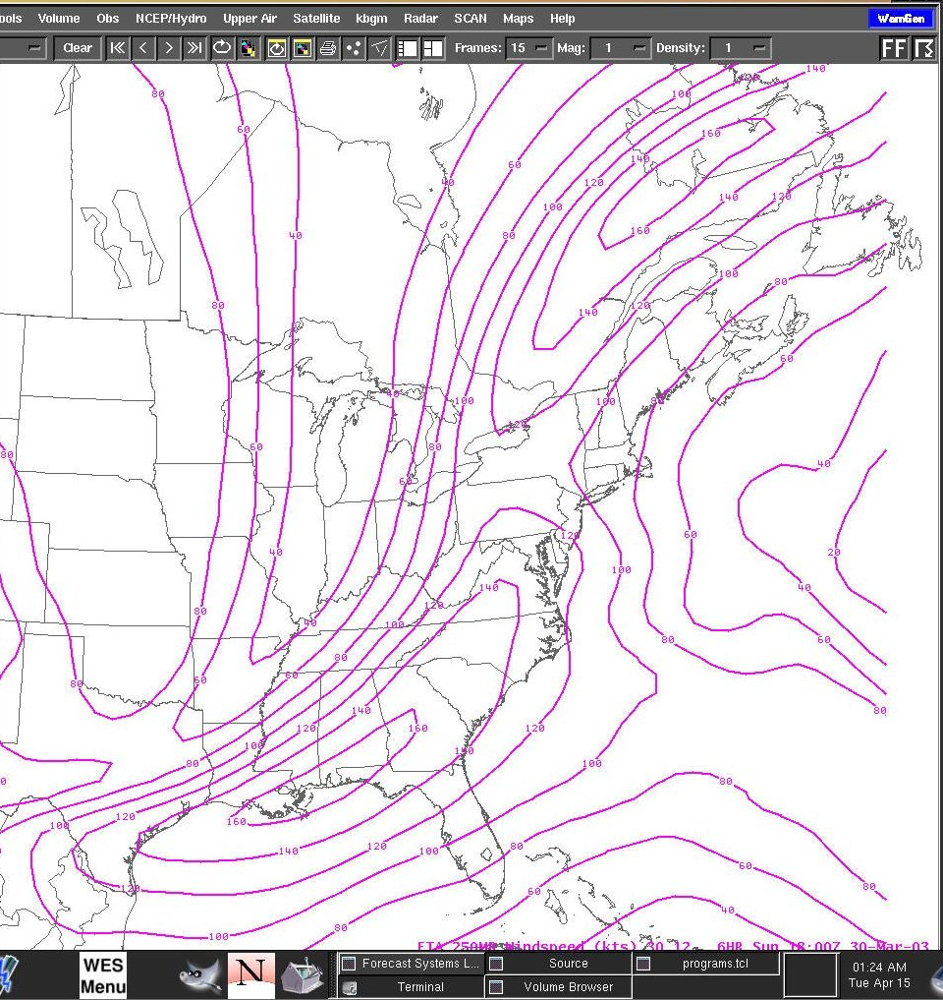 ools Volume Obs NCEP/Hydro Upper Air Satellite kbgm Radar SCAN Maps Help WarnGen
Clear Frames: 15 Mag: 1 Density: 1 FF
140
80 100
60 160
140
60
40 120
140 120
100
40 80 160
100
80
80 140 120
60
40 100 100 80
120
80 60 80
60
40
120
60
40 20
100
140 40
80 120
40 100
80 60
80
60
80 60
140 80
120 160 120
100
80 100
80
120
100 160
140 120 100 80
60
120 60 80
80 40
100
ETA 250MB Windspeed (kts) 30.12 6HR Sun 18:00Z 30-Mar-03
WES
Menu
N
Forecast Systems L... Source programs.tcl
Terminal Volume Browser
01:24 AM
Tue Apr 15